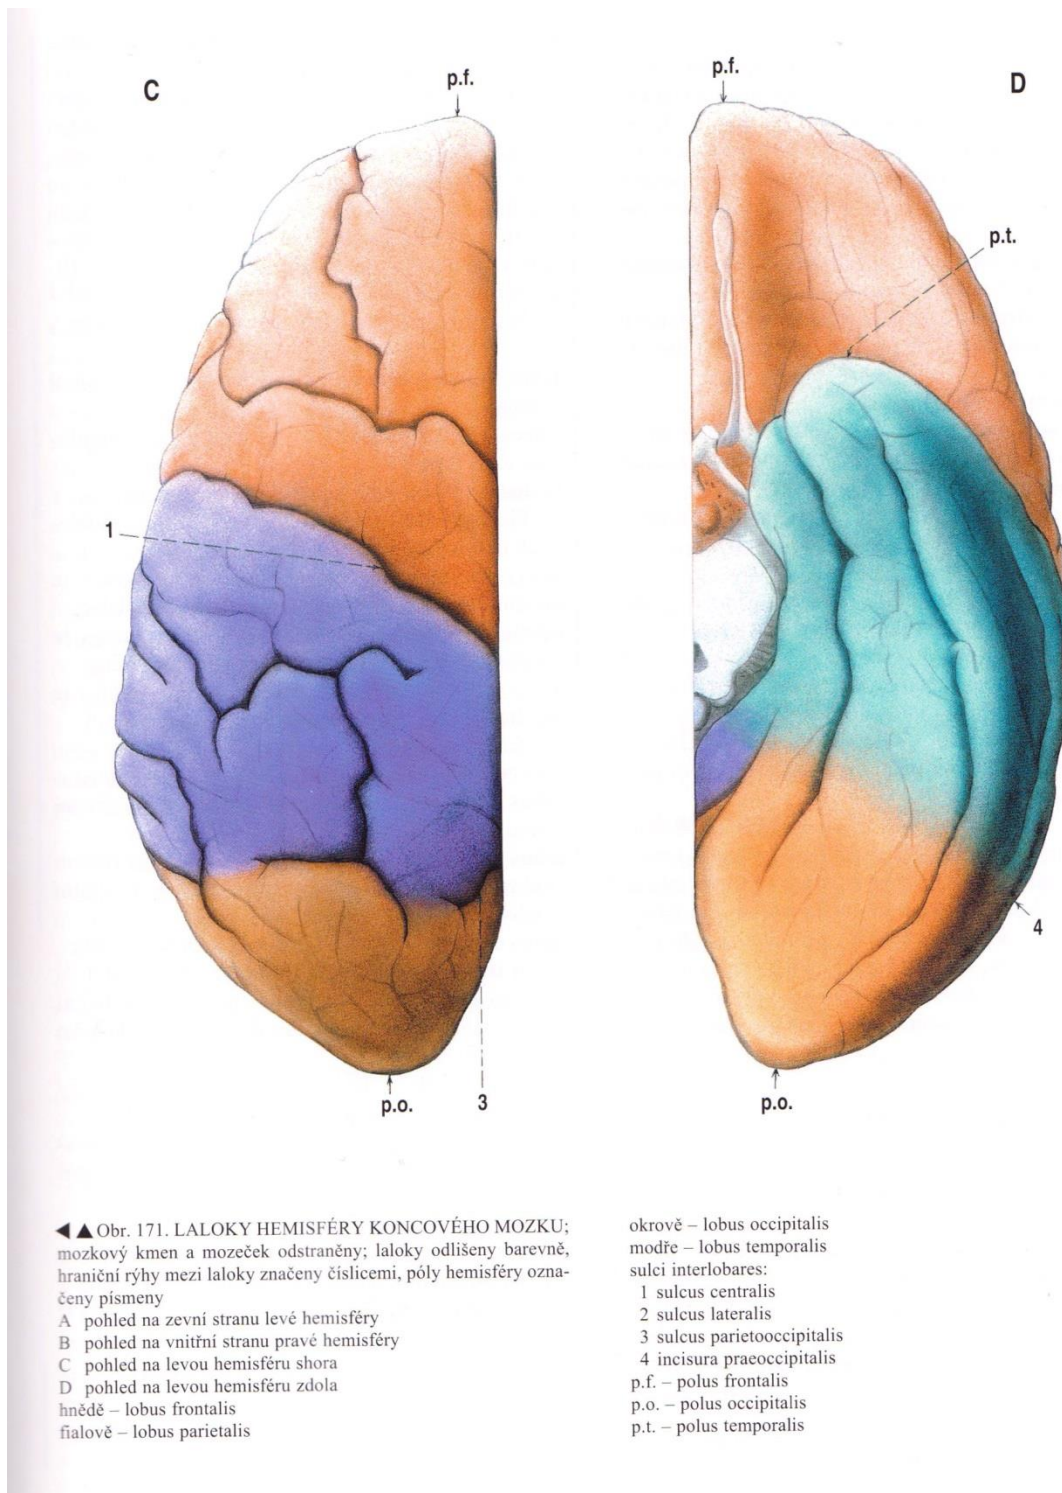 C
p.f.
p.f.
D
p.t.
1
4
p.o.
3
p.o.
◀ ▲ Obr. 171. LALOKY HEMISFÉRY KONCOVÉHO MOZKU;
mozkový kmen a mozeček odstraněny; laloky odlišeny barevně,
hraniční rýhy mezi laloky značeny číslicemi, póly hemisféry ozna-
čeny písmeny
A pohled na zevní stranu levé hemisféry
B pohled na vnitřní stranu pravé hemisféry
C pohled na levou hemisféru shora
D pohled na levou hemisféru zdola
hnědě – lobus frontalis
fialově – lobus parietalis
okrově – lobus occipitalis
modře – lobus temporalis
sulci interlobares:
1 sulcus centralis
2 sulcus lateralis
3 sulcus parietooccipitalis
4 incisura praeoccipitalis
p.f. – polus frontalis
p.o. – polus occipitalis
p.t. – polus temporalis